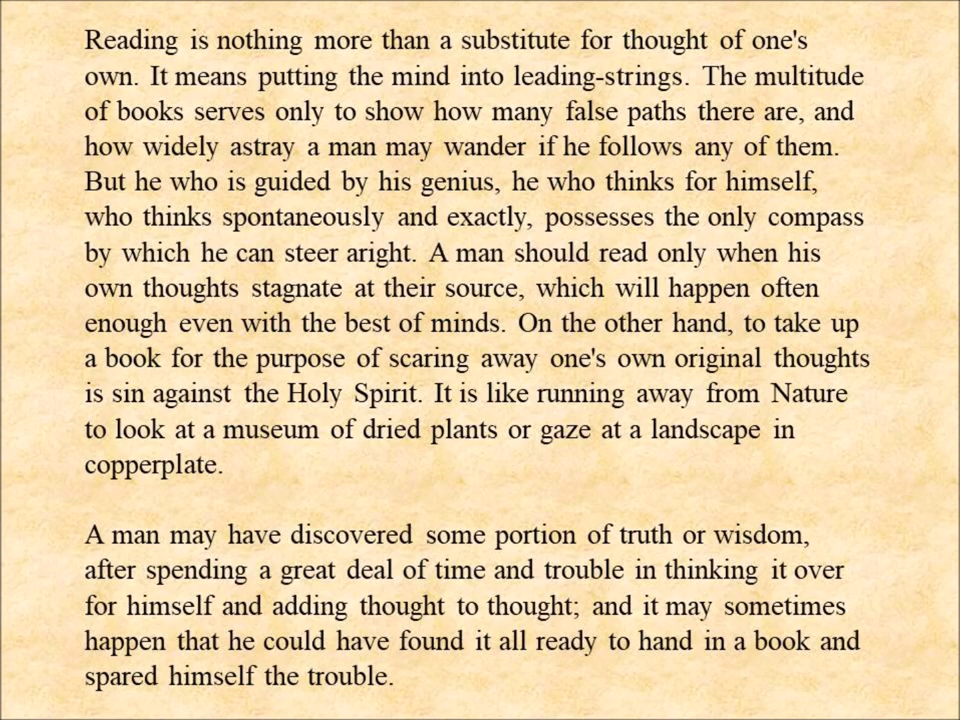 Reading is nothing more than a substitute for thought of one's
own. It means putting the mind into leading-strings. The multitude
of books serves only to show how many false paths there are, and
how widely astray a man may wander if he follows any of them.
But he who is guided by his genius, he who thinks for himself,
who thinks spontaneously and exactly, possesses the only compass
by which he can steer aright. A man should read only when his
own thoughts stagnate at their source, which will happen often
enough even with the best of minds. On the other hand, to take up
a book for the purpose of scaring away one's own original thoughts
is sin against the Holy Spirit. It is like running away from Nature
to look at a museum of dried plants or gaze at a landscape in
copperplate.

A man may have discovered some portion of truth or wisdom,
after spending a great deal of time and trouble in thinking it over
for himself and adding thought to thought; and it may sometimes
happen that he could have found it all ready to hand in a book and
spared himself the trouble.